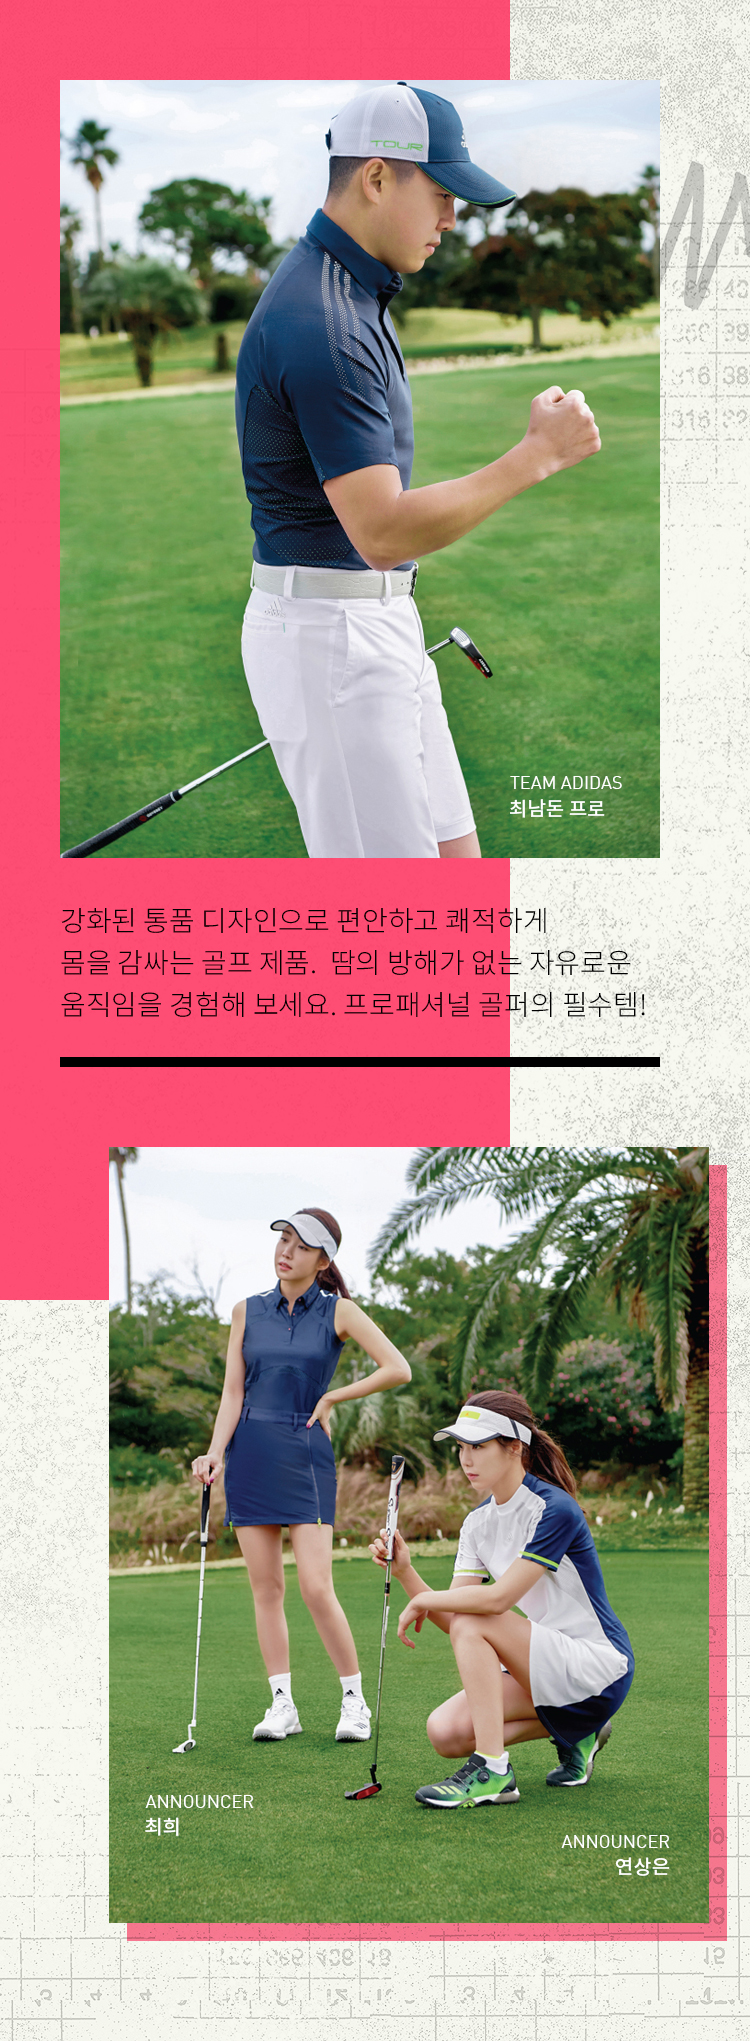 TOUR
TEAM ADIDAS
최남돈 프로
강화된 통품 디자인으로 편안하고 쾌적하게
몸을 감싸는 골프 제품. 땀의 방해가 없는 자유로운
움직임을 경험해 보세요. 프로패셔널 골퍼의 필수템!
ANNOUNCER
최희
ANNOUNCER
연상은